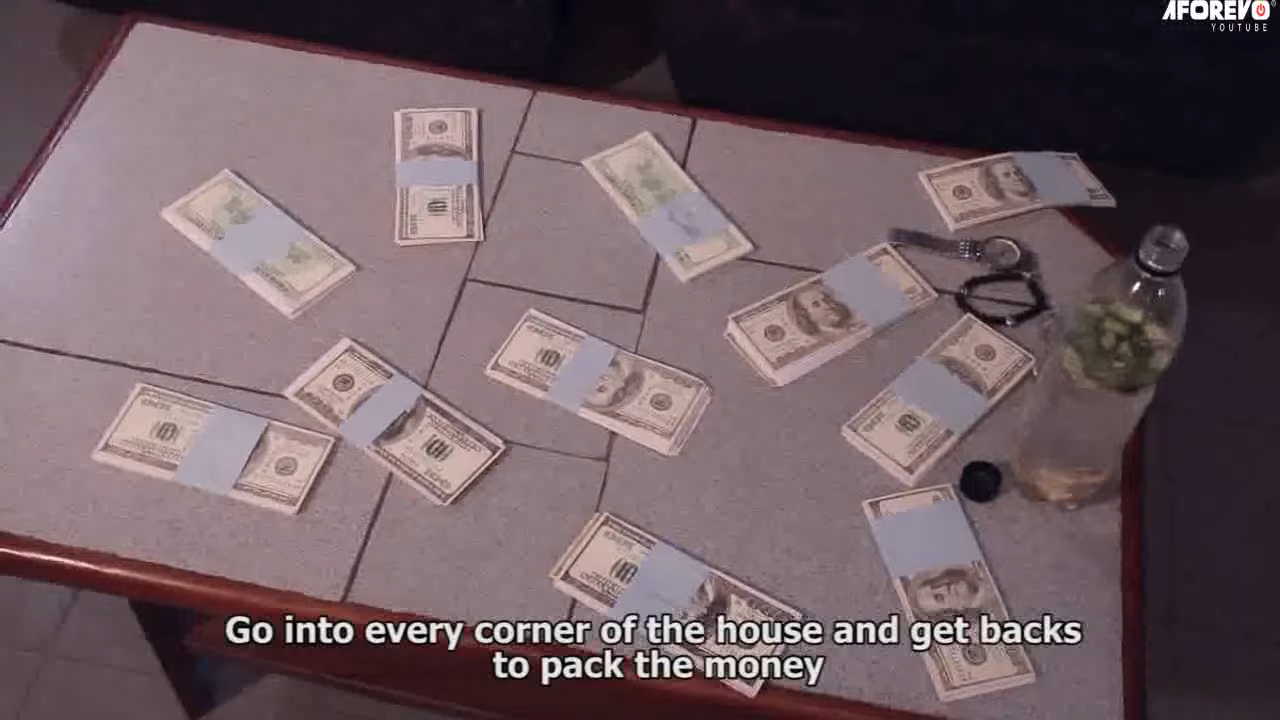 AFOREVO
YOUTUBE
Go into every corner of the house and get backs
to pack the money